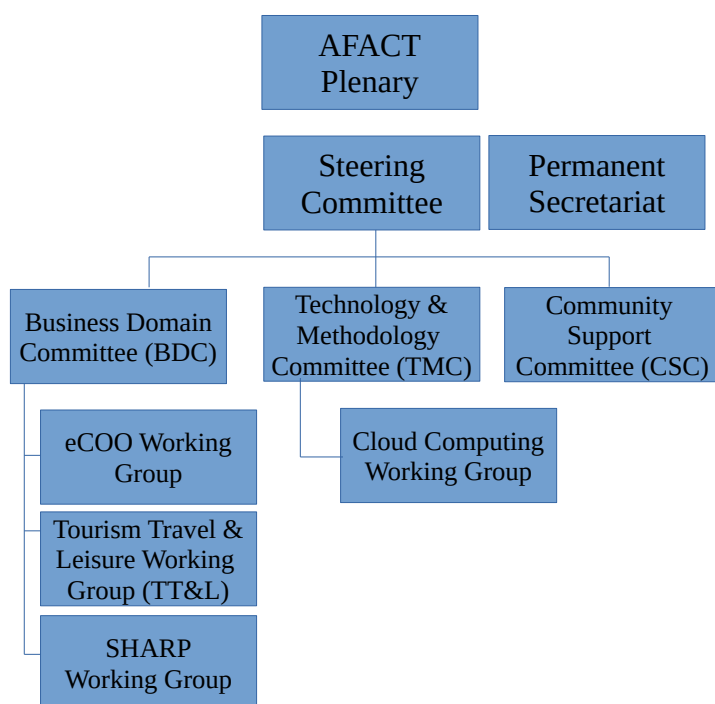 AFACT
Plenary
Steering
Committee
Permanent
Secretariat
Business Domain
Committee (BDC)
Technology &
Methodology
Committee (TMC)
Community
Support
Committee (CSC)
eCOO Working
Group
Cloud Computing
Working Group
Tourism Travel &
Leisure Working
Group (TT&L)
SHARP
Working Group